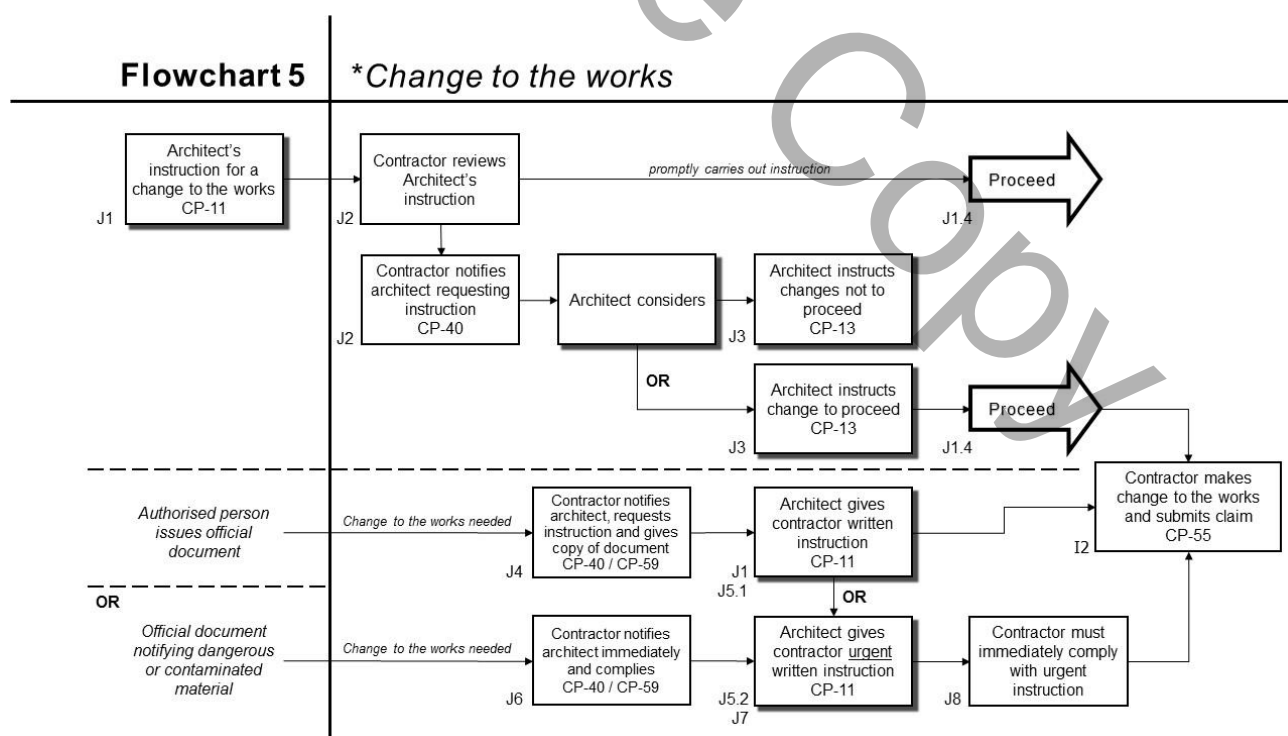 Flowchart 5
*Change to the works
Architect's
instruction for a
change to the works
CP-11
J1
Contractor reviews
Architect's
instruction
J2
promptly carries out instruction
Proceed
J1.4
Contractor notifies
architect requesting
instruction
CP-40
J2
Architect considers
Architect instructs
changes not to
proceed
CP-13
J3
OR
Architect instructs
change to proceed
CP-13
J3
Proceed
J1.4
Authorised person
issues official
document
Change to the works needed
Contractor notifies
architect, requests
instruction and gives
copy of document
CP-40 / CP-59
J4
Architect gives
contractor written
instruction
CP-11
J1
J5.1
Contractor makes
change to the works
and submits claim
CP-55
I2
OR
OR
Official document
notifying dangerous
or contaminated
material
Change to the works needed
Contractor notifies
architect immediately
and complies
CP-40 / CP-59
J6
Architect gives
contractor urgent
written instruction
CP-11
J5.2
J7
Contractor must
immediately comply
with urgent
instruction
J8
Copy